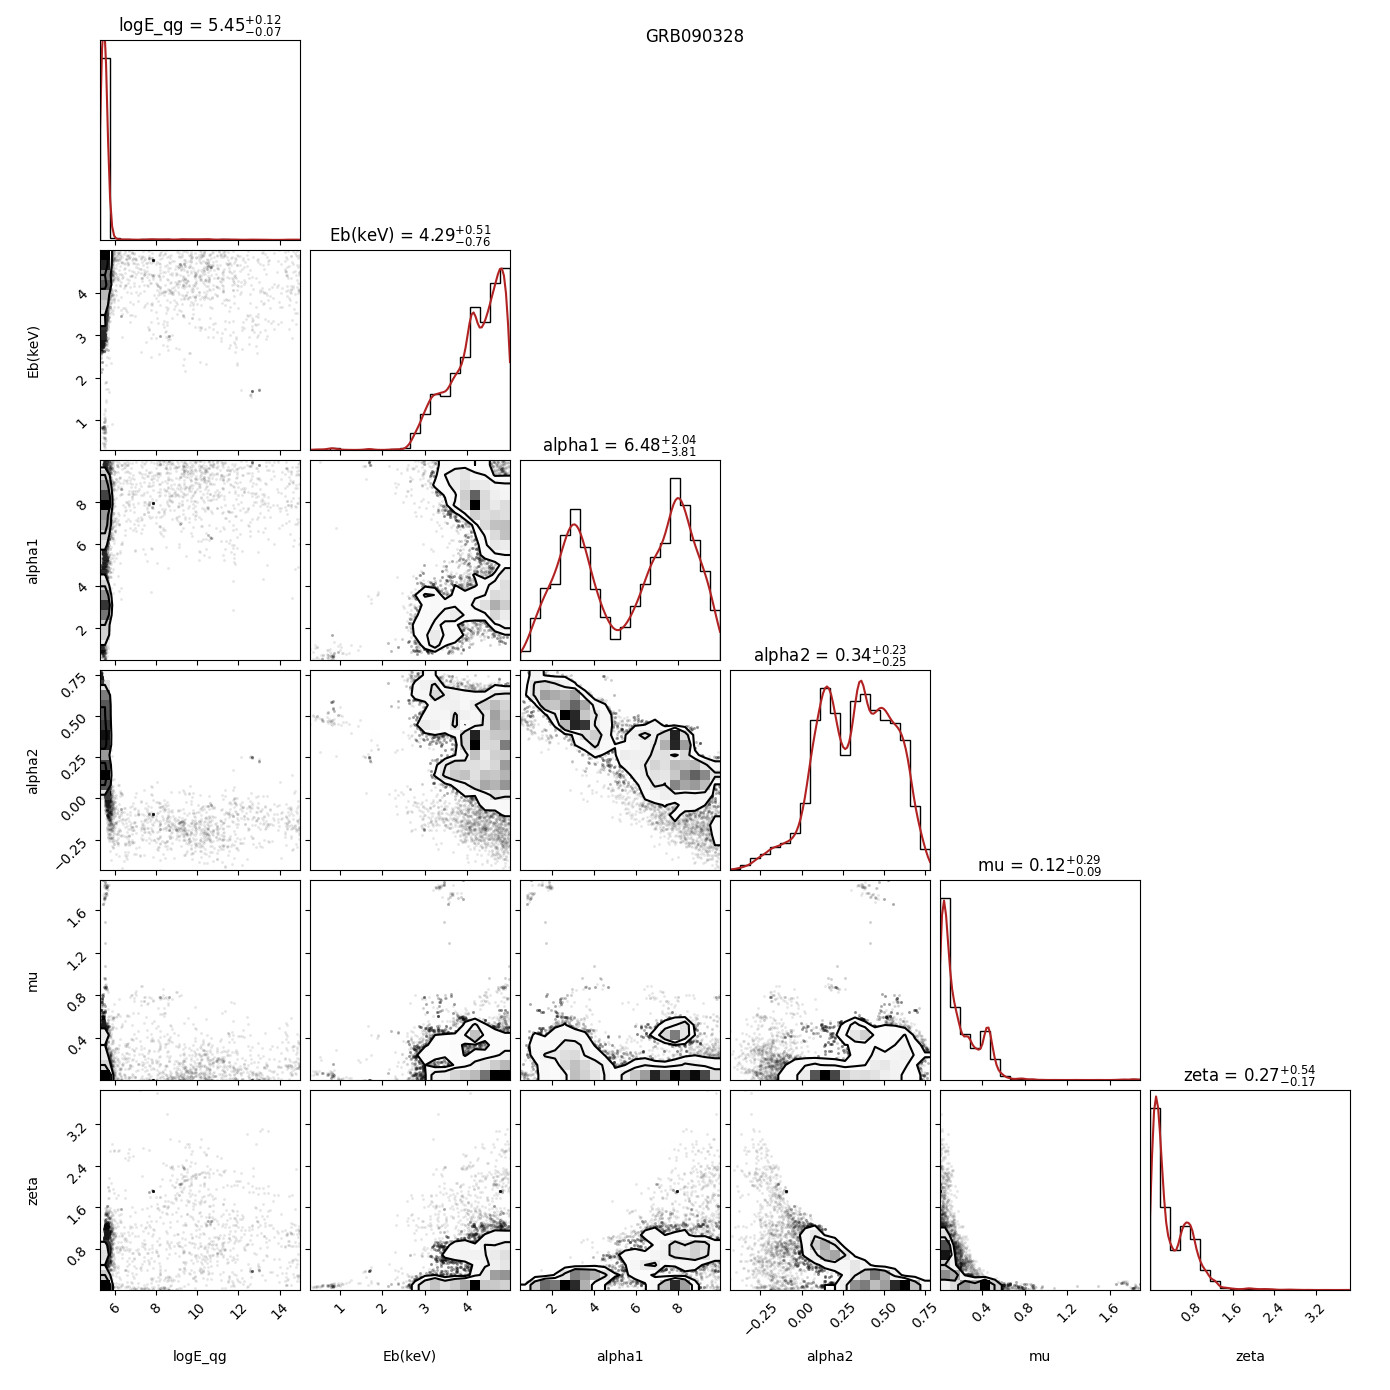 GRB090328
logE_qg = 5.45+0.12 −0.07
Eb(keV) = 4.29+0.51 −0.76
Eb(keV)
4
3
2
1
alpha1 = 6.48+2.04 −3.81
alpha1
8
6
4
2
alpha2 = 0.34+0.23 −0.25
alpha2
0.75
0.50
0.25
0.00
−0.25
mu = 0.12+0.29 −0.09
mu
1.6
1.2
0.8
0.4
zeta = 0.27+0.54 −0.17
zeta
3.2
2.4
1.6
0.8
6 8 10 12 14
1 2 3 4
2 4 6 8
−0.25 0.00 0.25 0.50 0.75
0.4 0.8 1.2 1.6
0.8 1.6 2.4 3.2
logE_qg Eb(keV) alpha1 alpha2 mu zeta